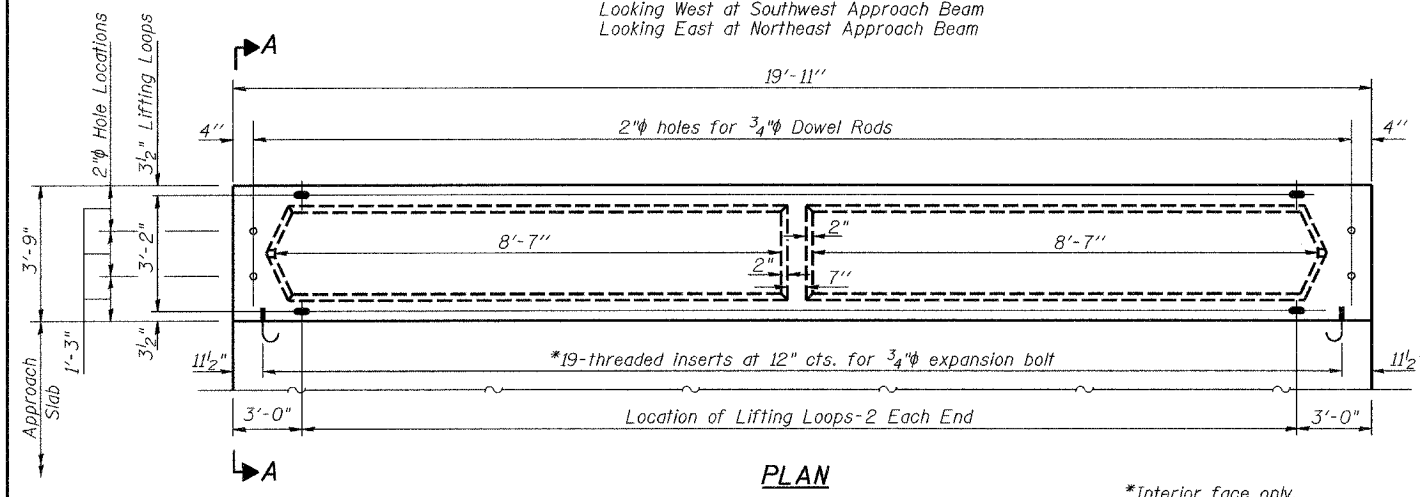 Looking West at Southwest Approach Beam
Looking East at Northeast Approach Beam
A
19'-11"
2"φ Hole Locations
3½" Lifting Loops
4"
2"φ holes for ¾"φ Dowel Rods
4"
3'-9"
3'-2"
8'-7"
2"
8'-7"
2"
7"
1'-3"
3½"
11½"
*19-threaded inserts at 12" cts. for ¾"φ expansion bolt
11½"
Approach
Slab
3'-0"
Location of Lifting Loops-2 Each End
3'-0"
A
PLAN
*Interior face only